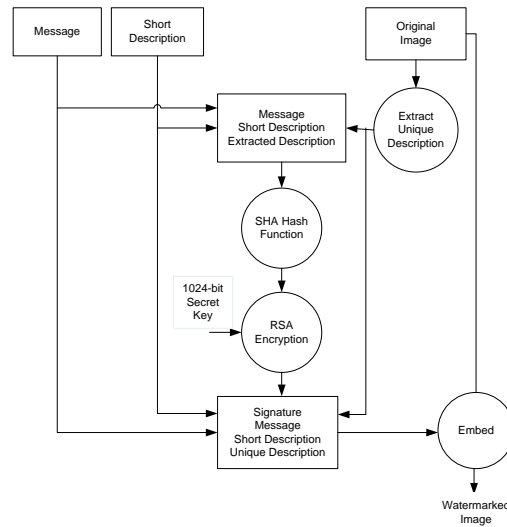 Message
Short
Description
Original
Image
Message
Short Description
Extracted Description
Extract
Unique
Description
SHA Hash
Function
1024-bit
Secret
Key
RSA
Encryption
Signature
Message
Short Description
Unique Description
Embed
Watermarked
Image